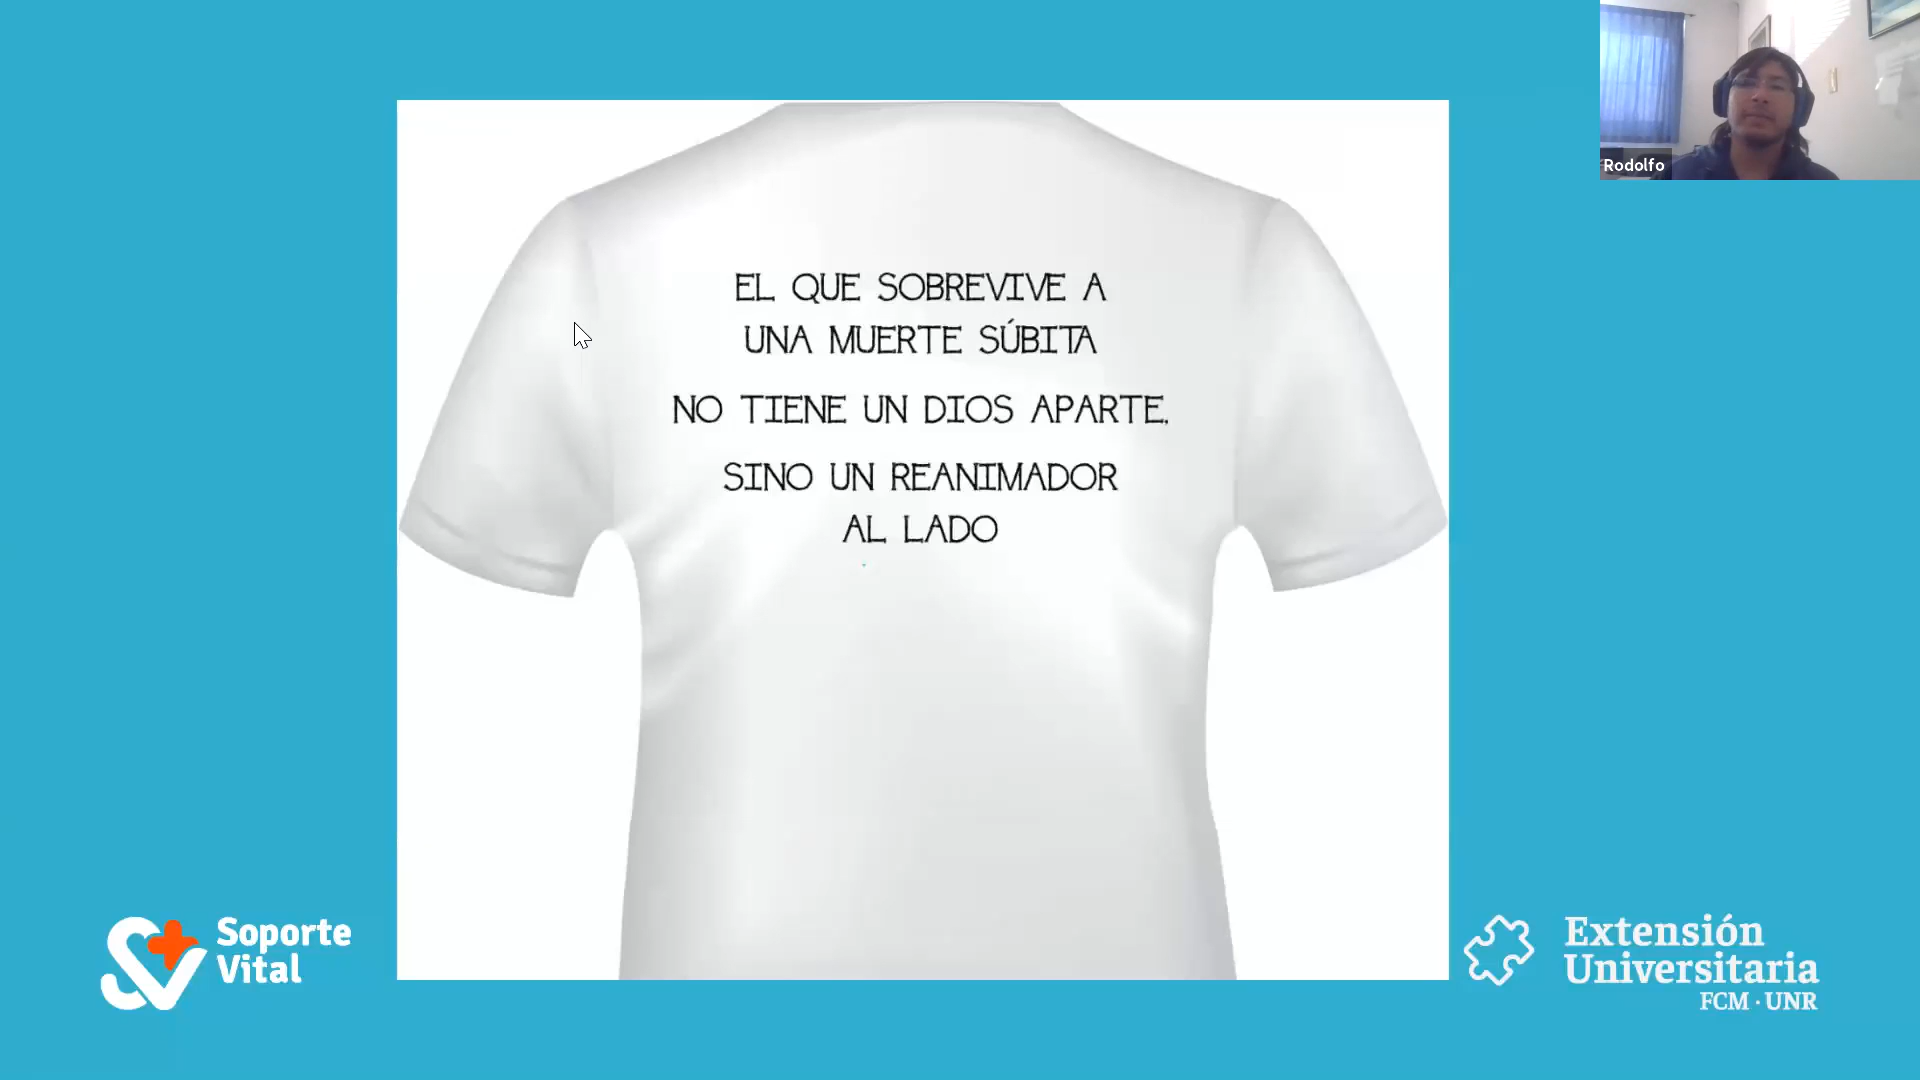 EL QUE SOBREVIVE A
UNA MUERTE SÚBITA
NO TIENE UN DIOS APARTE,
SINO UN REANIMADOR
AL LADO
Rodolfo
Soporte
Vital
Extensión
Universitaria
FCM · UNR